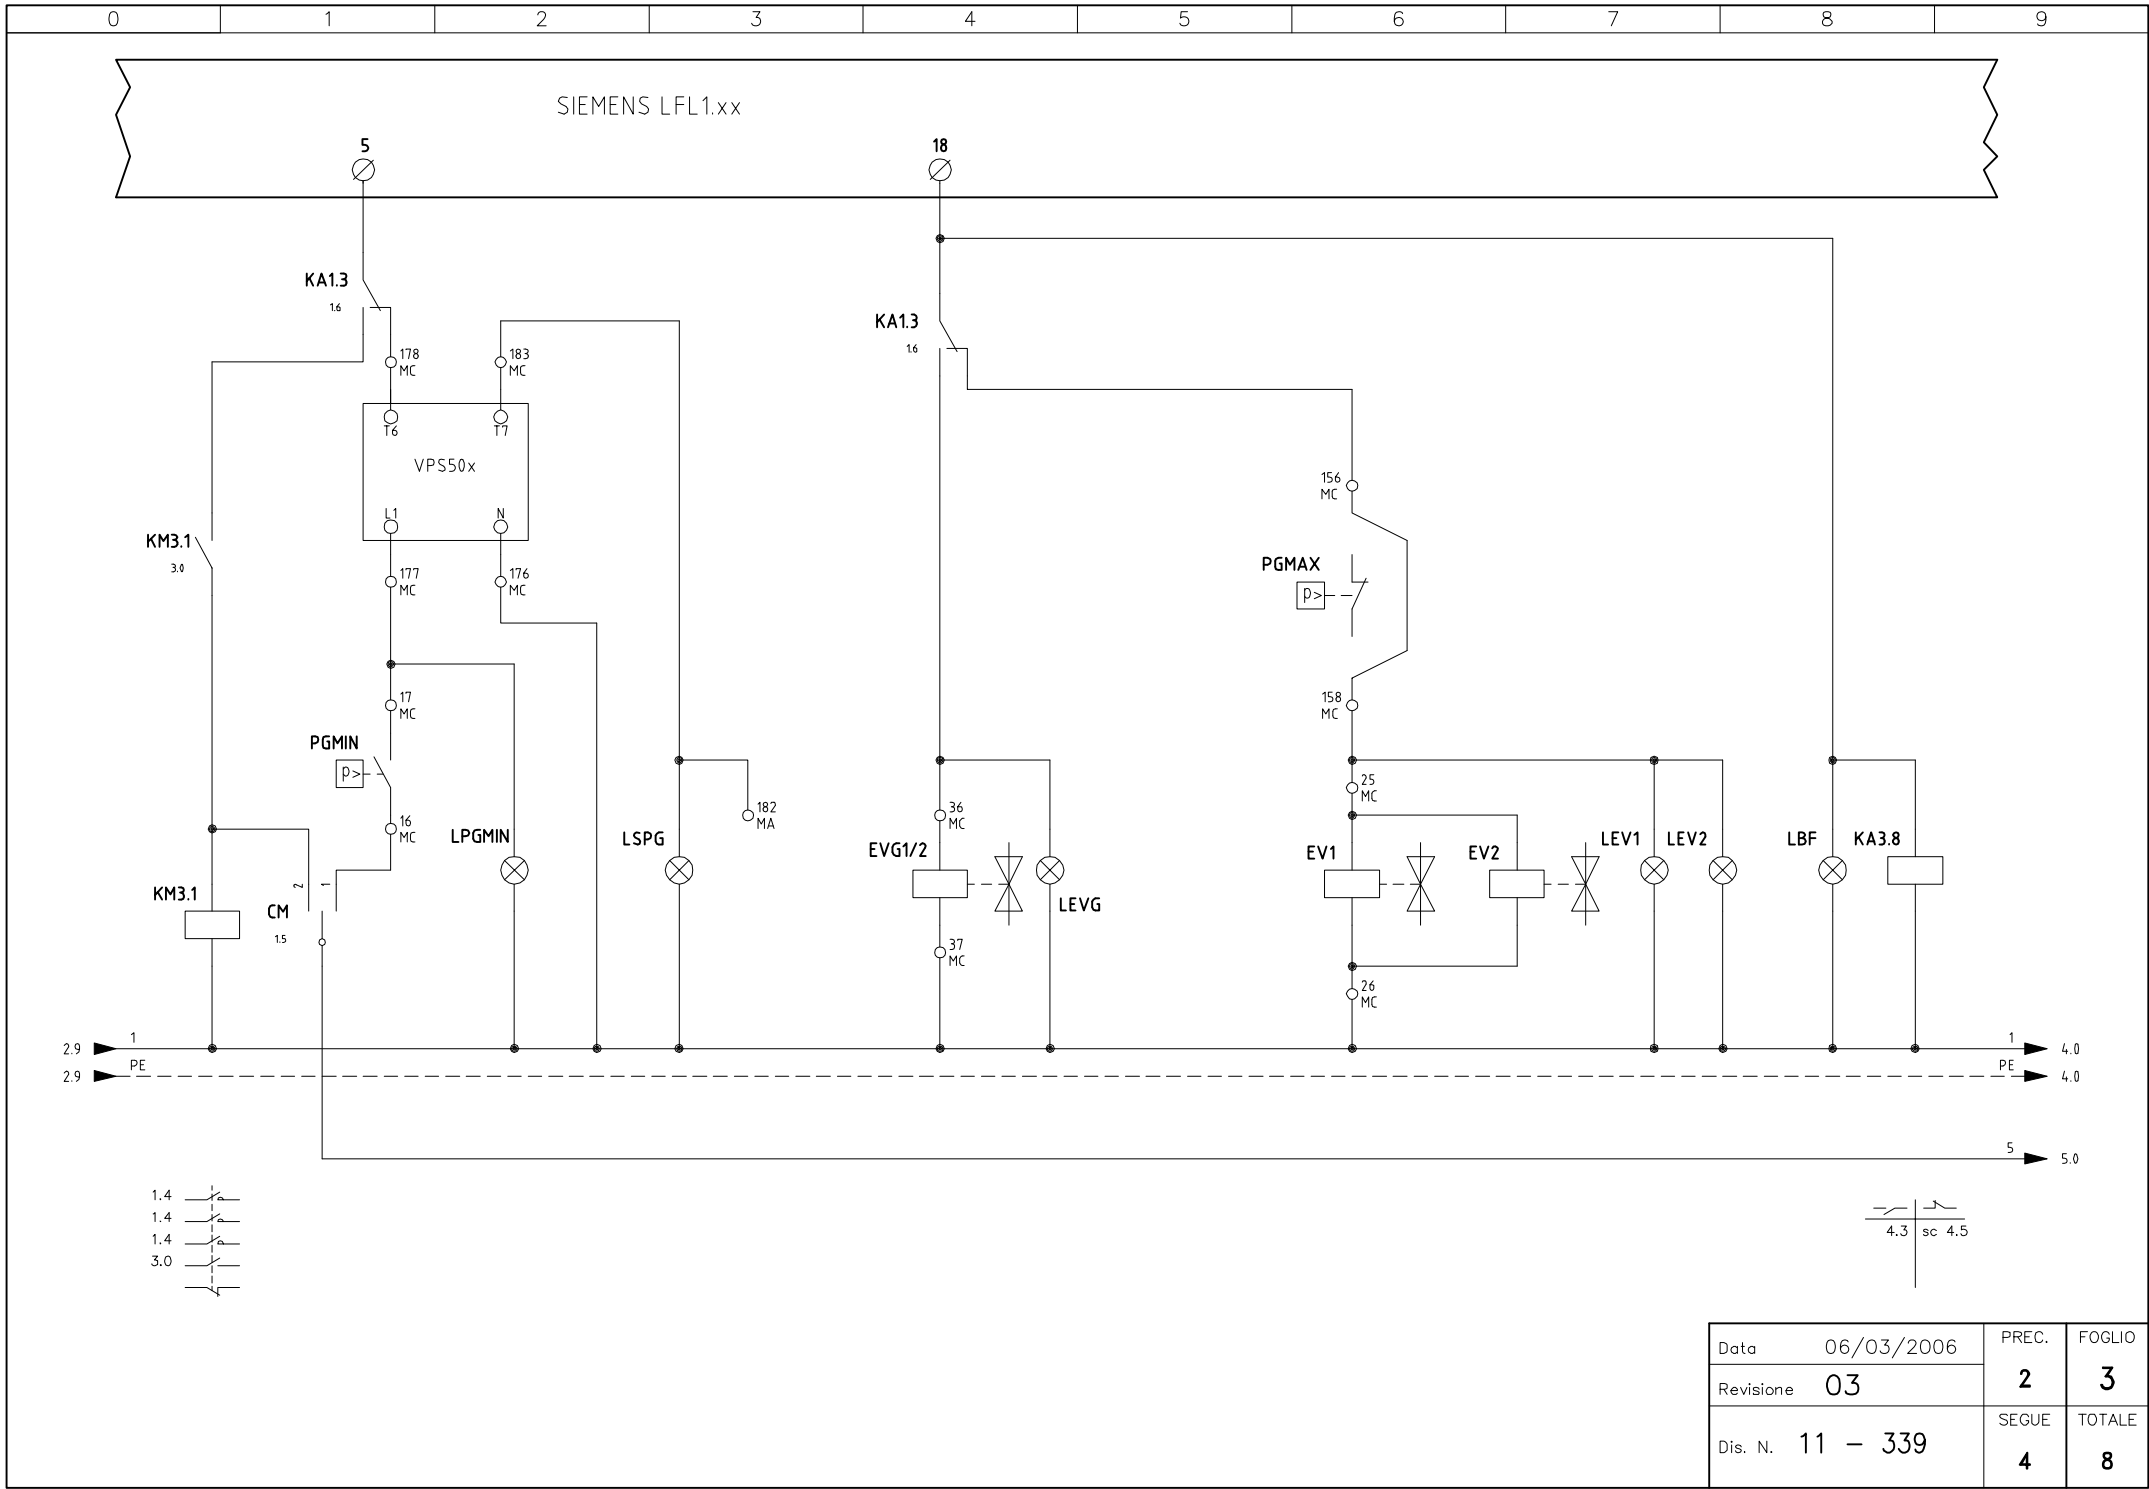 0 1 2 3 4 5 6 7 8 9
SIEMENS LFL1.xx
5 18
KA1.3
1.6
KA1.3
1.6
178
MC
183
MC
T6 T7
VPS50x
L1 N
156
MC
KM3.1
3.0
177
MC
176
MC
PGMAX
P>
17
MC
158
MC
PGMIN
P>
25
MC
16
MC
182
MA
36
MC
LPGMIN
LSPG
EVG1/2
EV1
EV2
LEV1
LEV2
LBF
KA3.8
2 1
KM3.1
CM
1.5
LEVG
37
MC
26
MC
2.9 1 1 4.0
2.9 PE PE 4.0
5 5.0
1.4
1.4
1.4
3.0
4.3 sc 4.5
Data 06/03/2006
PREC. 2
FOGLIO 3
Revisione 03
Dis. N. 11 - 339
SEGUE 4
TOTALE 8